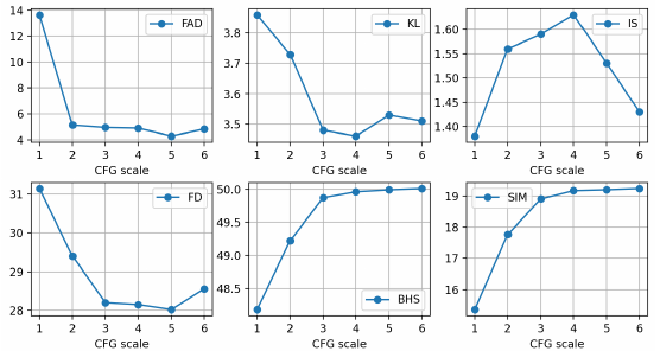 14
12
10
8
6
4
FAD
1 2 3 4 5 6
CFG scale
3.8
3.7
3.6
3.5
KL
1 2 3 4 5 6
CFG scale
1.60
1.55
1.50
1.45
1.40
IS
1 2 3 4 5 6
CFG scale
31
30
29
28
FD
1 2 3 4 5 6
CFG scale
50.0
49.5
49.0
48.5
BHS
1 2 3 4 5 6
CFG scale
19
18
17
16
SIM
1 2 3 4 5 6
CFG scale